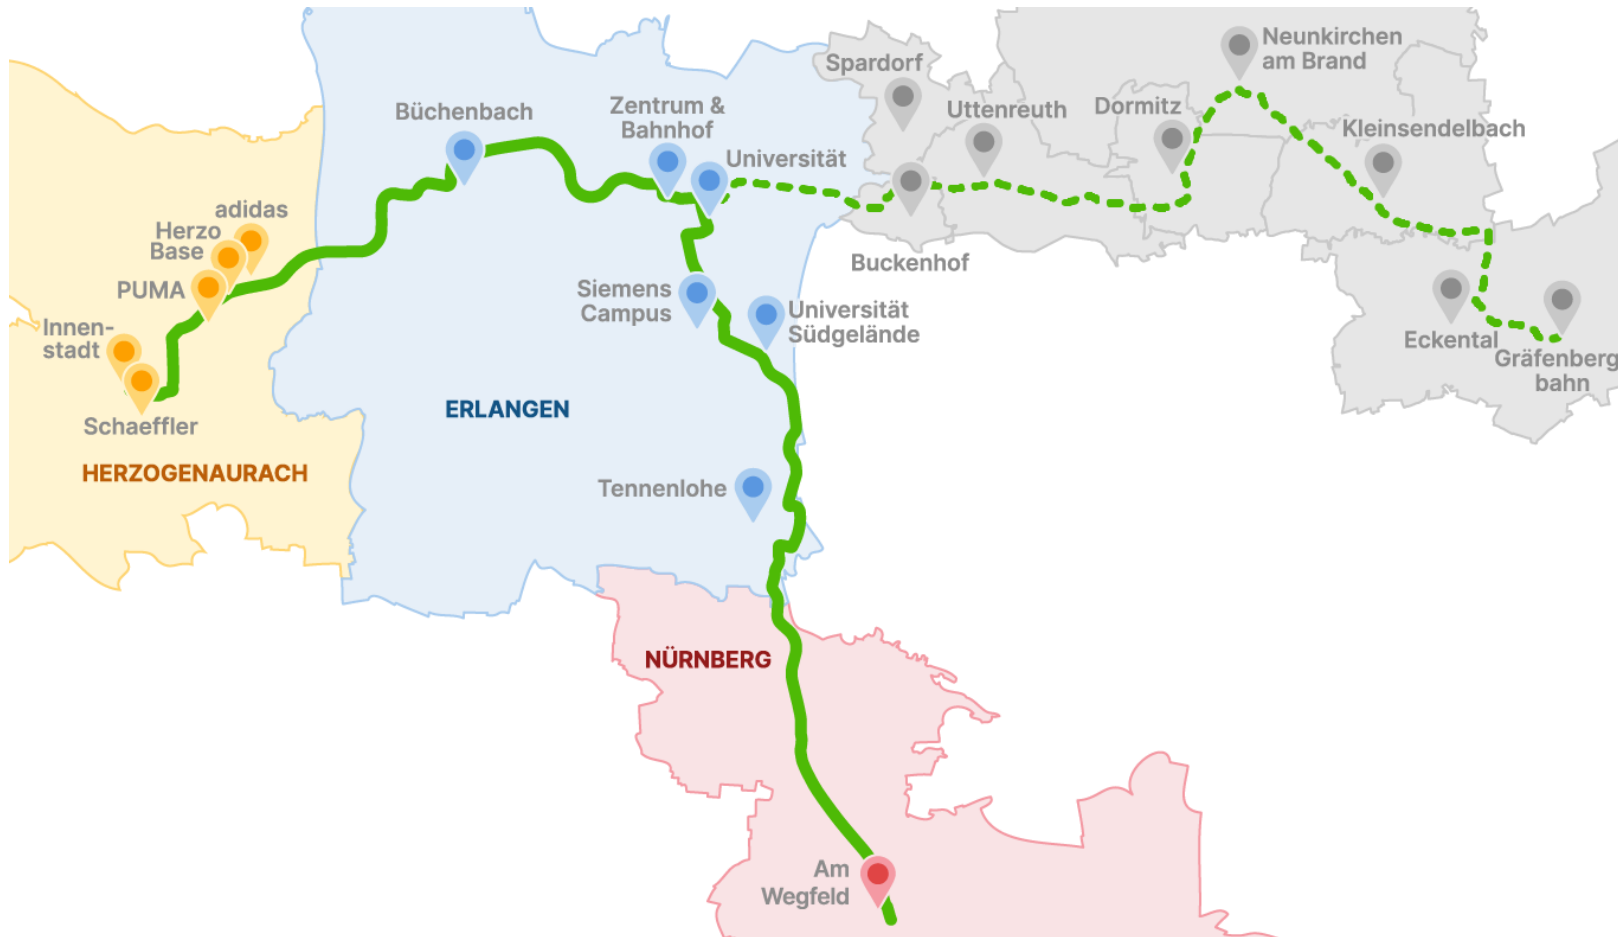 Neunkirchen
am Brand
Spardorf
Uttenreuth
Dormitz
Kleinsendelbach
Büchenbach
Zentrum &
Bahnhof
Universität
adidas
Herzo
Base
PUMA
Innen-
stadt
Schaeffler
HERZOGENAURACH
Siemens
Campus
Universität
Südgelände
ERLANGEN
Tennenlohe
Buckenhof
Eckental
Gräfenberg
bahn
NÜRNBERG
Am
Wegfeld